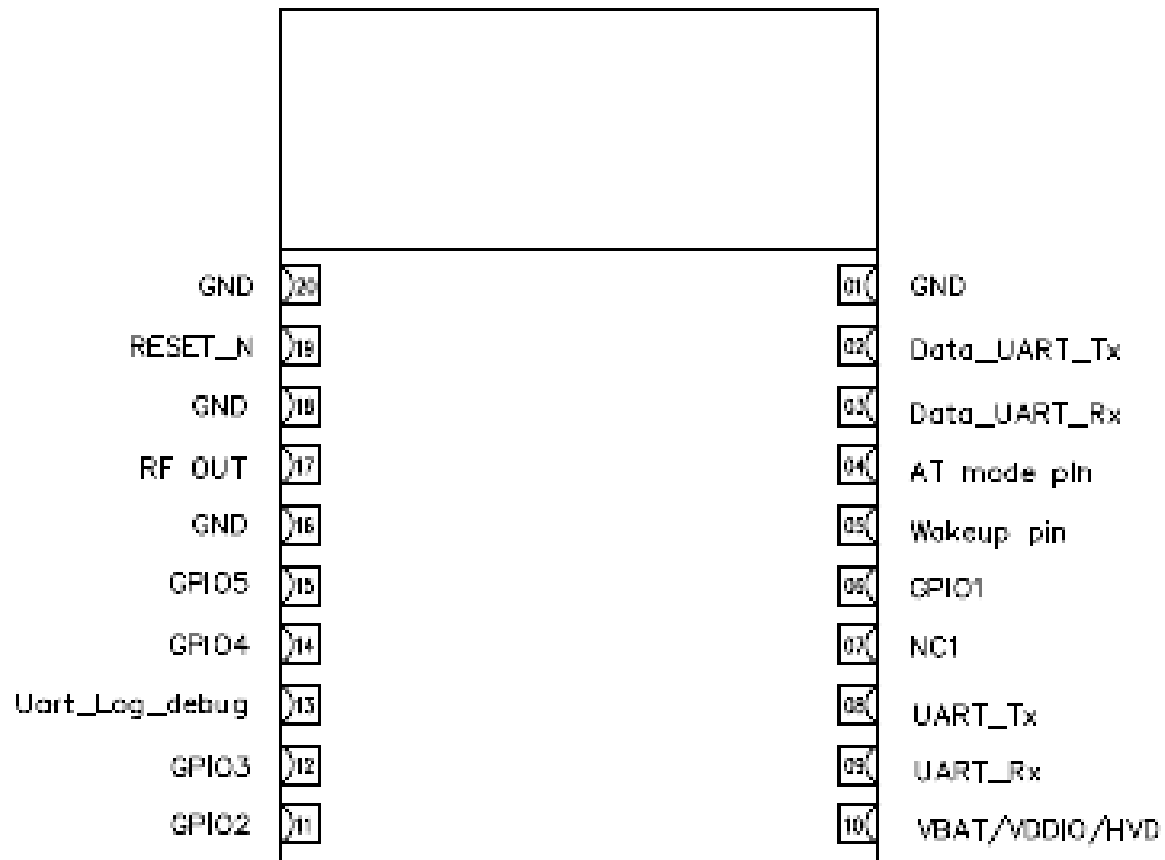 GND 20 01 GND
RESET_N 19 02 Data_UART_Tx
GND 18 03 Data_UART_Rx
RF OUT 17 04 AT mode pin
GND 16 05 Wakeup pin
GPIO5 15 06 GPIO1
GPIO4 14 07 NC1
Uart_Log_debug 13 08 UART_Tx
GPIO3 12 09 UART_Rx
GPIO2 11 10 VBAT/VDDIO/HVD